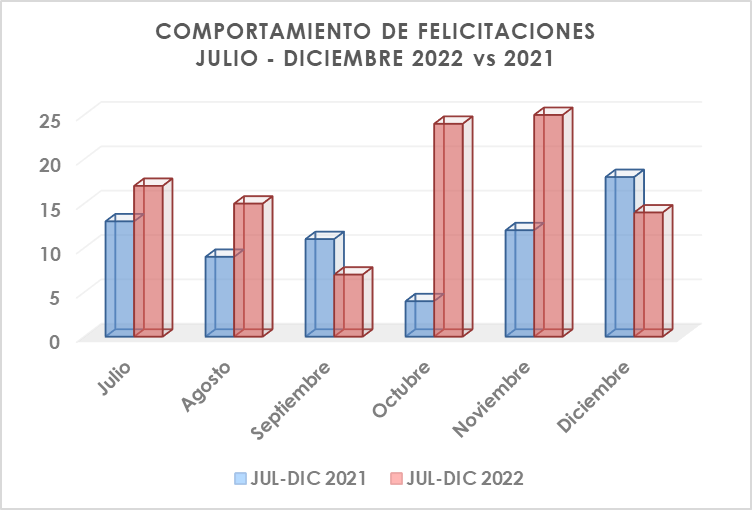 COMPORTAMIENTO DE FELICITACIONES
JULIO - DICIEMBRE 2022 vs 2021
25
20
15
10
5
0
Julio
Agosto
Septiembre
Octubre
Noviembre
Diciembre
JUL-DIC 2021
JUL-DIC 2022